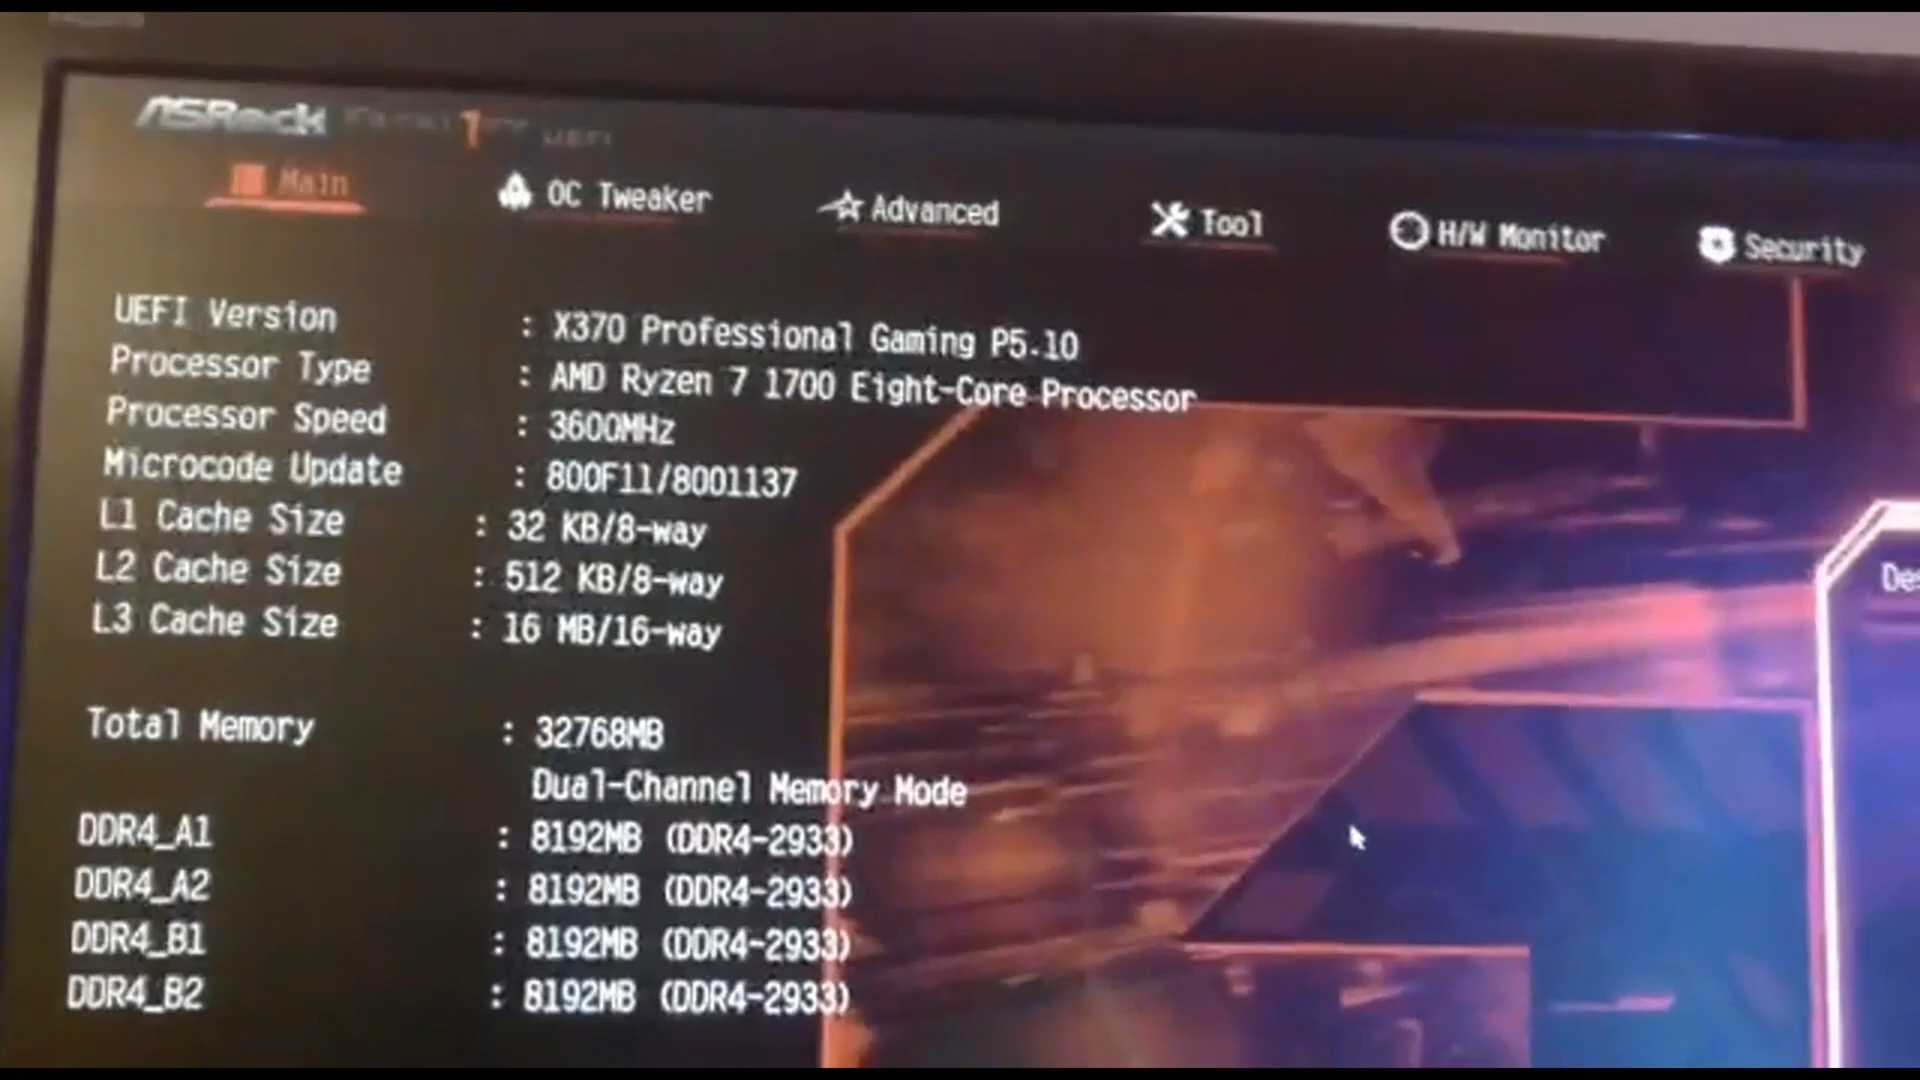 ASRock Fatal1ty UEFI
Main OC Tweaker Advanced Tool H/W Monitor Security
UEFI Version : X370 Professional Gaming P5.10
Processor Type : AMD Ryzen 7 1700 Eight-Core Processor
Processor Speed : 3600MHz
Microcode Update : 800F11/8001137
L1 Cache Size : 32 KB/8-way
L2 Cache Size : 512 KB/8-way
L3 Cache Size : 16 MB/16-way
Total Memory : 32768MB
Dual-Channel Memory Mode
DDR4_A1 : 8192MB (DDR4-2933)
DDR4_A2 : 8192MB (DDR4-2933)
DDR4_B1 : 8192MB (DDR4-2933)
DDR4_B2 : 8192MB (DDR4-2933)